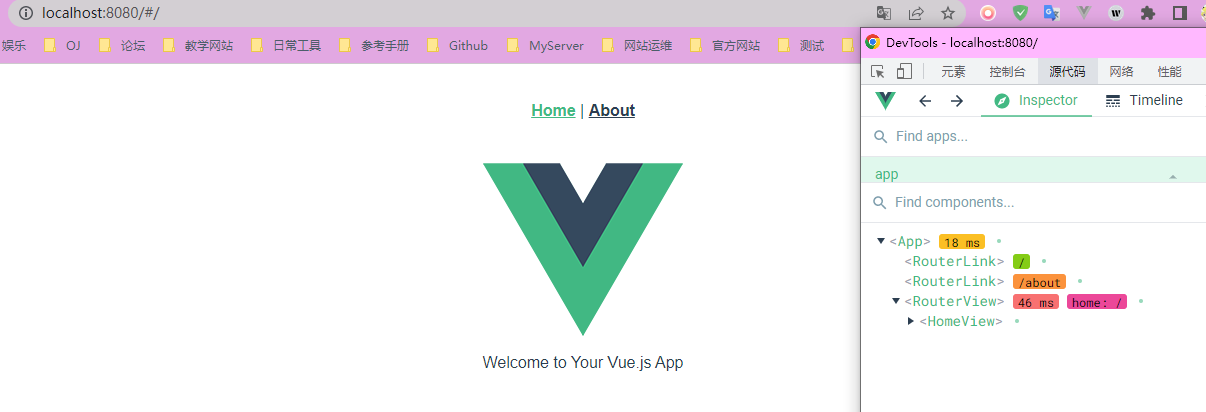 localhost:8080/#/
娱乐 OJ 论坛 教学网站 日常工具 参考手册 Github MyServer 网站运维 官方网站 测试
DevTools - localhost:8080/
元素 控制台 源代码 网络 性能
Inspector Timeline
Find apps...
app
Find components...
<App> 18 ms
<RouterLink> /
<RouterLink> /about
<RouterView> 46 ms home: /
<HomeView>
Home | About
Welcome to Your Vue.js App